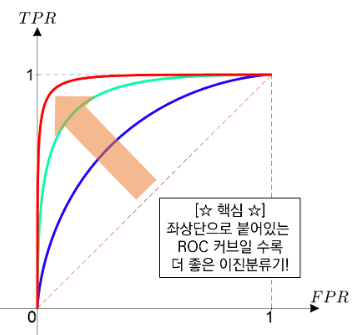 TPR
1
[☆ 핵심 ☆]
좌상단으로 붙어있는
ROC 커브일 수록
더 좋은 이진분류기!
FPR
0
1